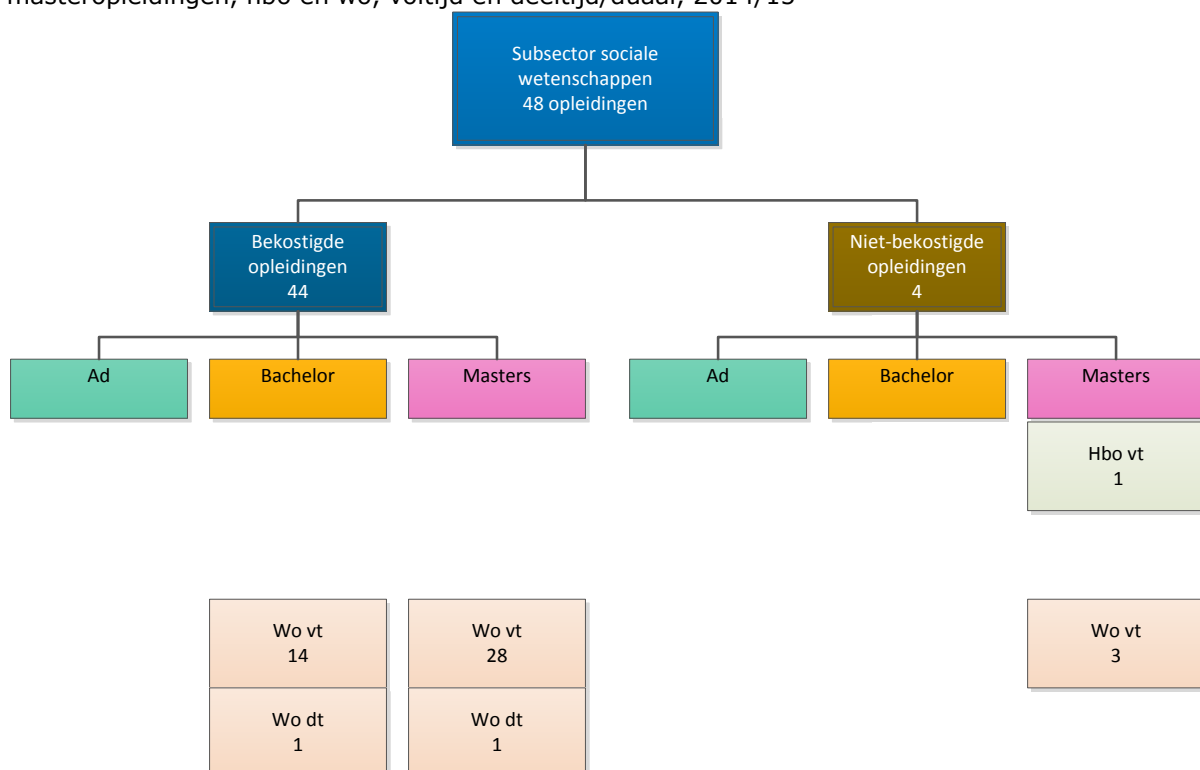 masteropleidingen, hbo en wo, voltijd en deeltijd/duaal, 2014/15
Subsector sociale
wetenschappen
48 opleidingen
Bekostigde
opleidingen
44
Niet-bekostigde
opleidingen
4
Ad
Bachelor
Masters
Ad
Bachelor
Masters
Hbo vt
1
Wo vt
14
Wo vt
28
Wo vt
3
Wo dt
1
Wo dt
1